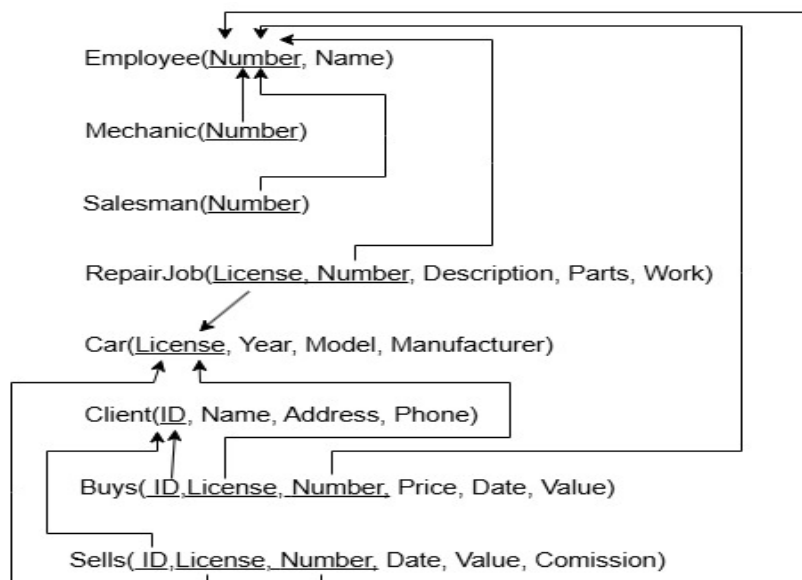 Employee(Number, Name)
Mechanic(Number)
Salesman(Number)
RepairJob(License, Number, Description, Parts, Work)
Car(License, Year, Model, Manufacturer)
Client(ID, Name, Address, Phone)
Buys( ID,License, Number, Price, Date, Value)
Sells( ID,License, Number, Date, Value, Comission)